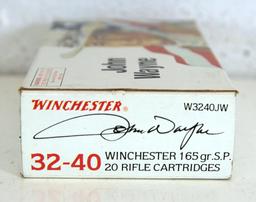 John
Wayne
WINCHESTER
W3240JW
John Wayne
32-40
WINCHESTER 165 gr. S.P.
20 RIFLE CARTRIDGES